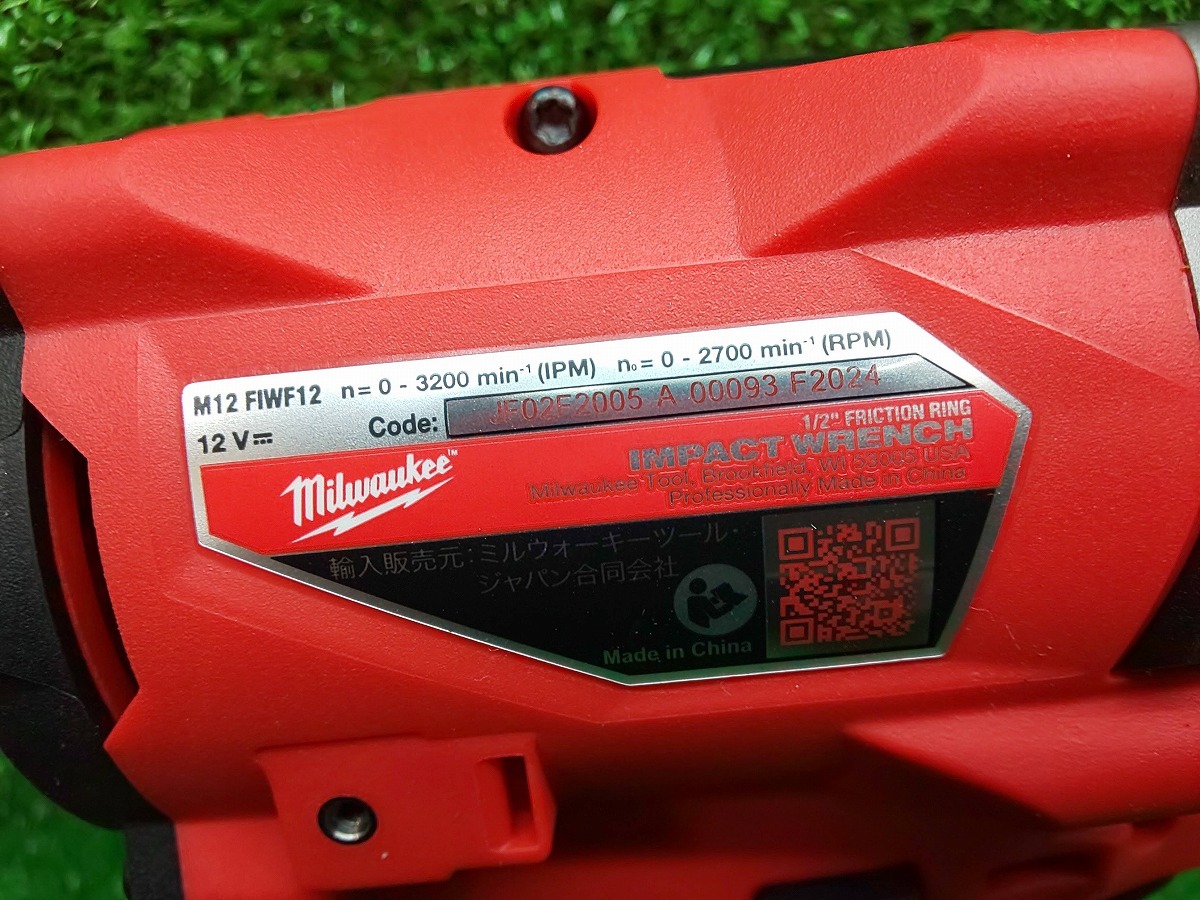 M12 FIWF12 n= 0 - 3200 min⁻¹ (IPM) n₀= 0 - 2700 min⁻¹ (RPM)
12 V⎓ Code: JF02F2005 A 00093 F2024
1/2" FRICTION RING
IMPACT WRENCH
Milwaukee™
Milwaukee Tool, Brookfield, WI 53005 USA
Professionally Made in China
輸入販売元:ミルウォーキーツール・
ジャパン合同会社
Made in China